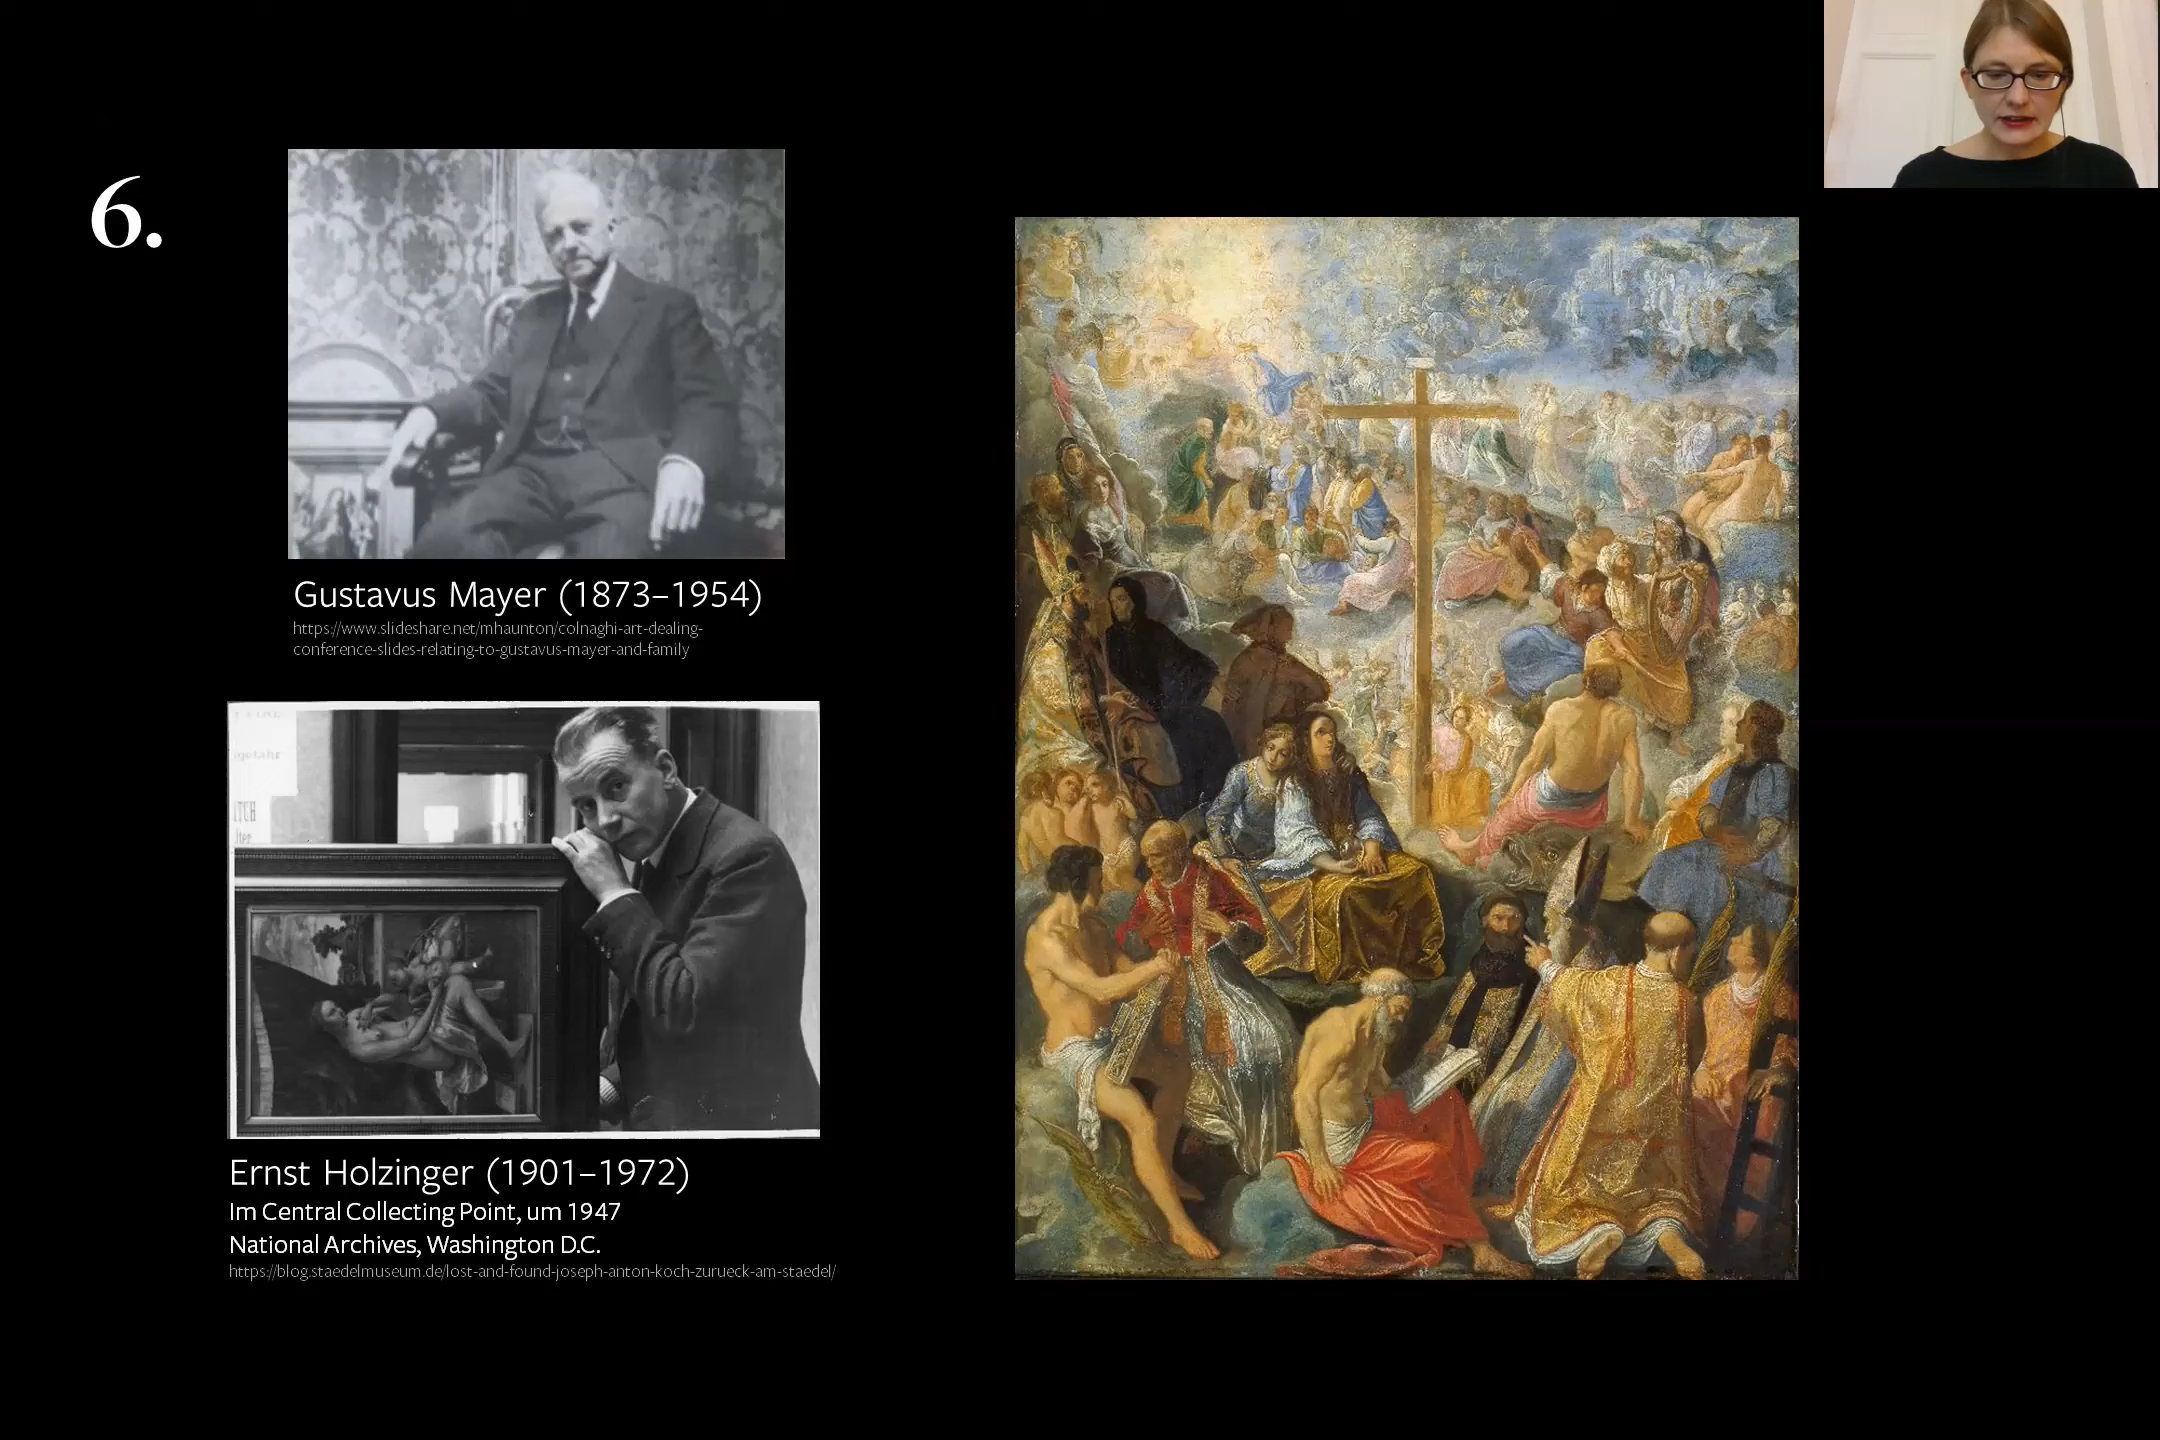 6.
Gustavus Mayer (1873–1954)
https://www.slideshare.net/mhaunton/colnaghi-art-dealing-
conference-slides-relating-to-gustavus-mayer-and-family
ITCH
Ernst Holzinger (1901–1972)
Im Central Collecting Point, um 1947
National Archives, Washington D.C.
https://blog.staedelmuseum.de/lost-and-found-joseph-anton-koch-zurueck-am-staedel/